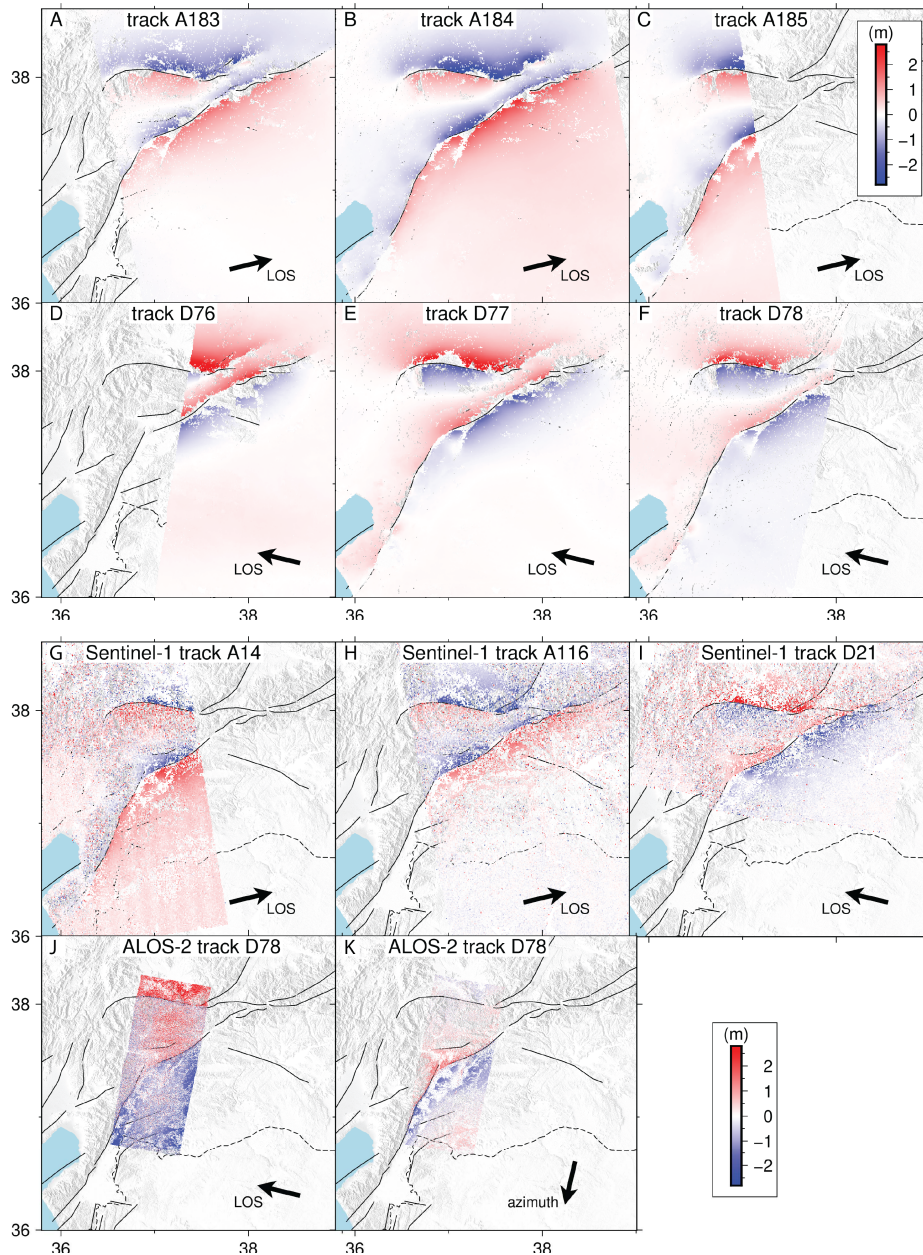 A track A183
B track A184
C track A185
(m)
2
1
0
−1
−2
38
LOS
LOS
LOS
36
D track D76
E track D77
F track D78
38
LOS
LOS
LOS
36
36 38 36 38 36 38
G Sentinel-1 track A14
H Sentinel-1 track A116
I Sentinel-1 track D21
38
LOS
LOS
LOS
36
J ALOS-2 track D78
K ALOS-2 track D78
38
(m)
2
1
0
−1
−2
LOS
azimuth
36
36 38 36 38